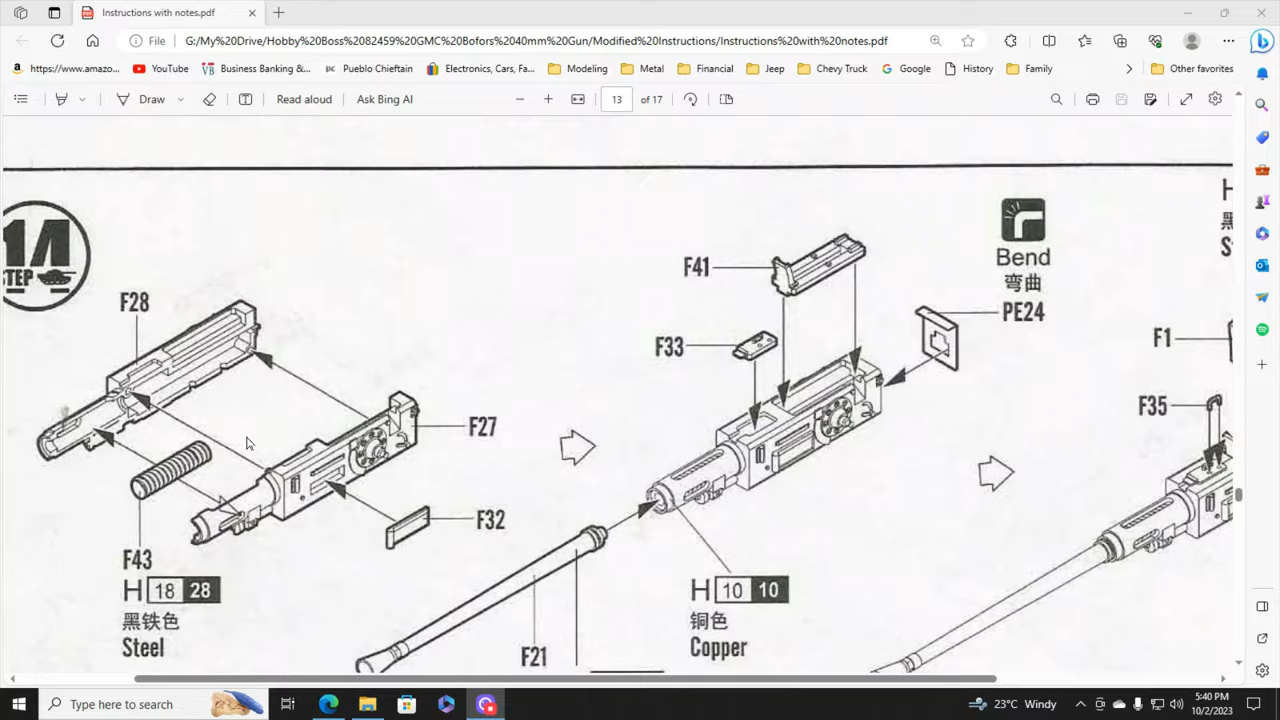 Instructions with notes.pdf
File
G:/My%20Drive/Hobby%20Boss%2082459%20GMC%20Bofors%2040mm%20Gun/Modified%20Instructions/Instructions%20with%20notes.pdf
https://www.amazo...
YouTube
Business Banking &...
Pueblo Chieftain
Electronics, Cars, Fa...
Modeling
Metal
Financial
Jeep
Chevy Truck
Google
History
Family
Other favorites
Draw
Read aloud
Ask Bing AI
13 of 17
14
STEP
F28
F27
F32
F43
H 18 28
黑铁色
Steel
F41
F33
Bend
弯曲
PE24
F21
H 10 10
铜色
Copper
F1
F35
Type here to search
23°C Windy
5:40 PM
10/2/2023